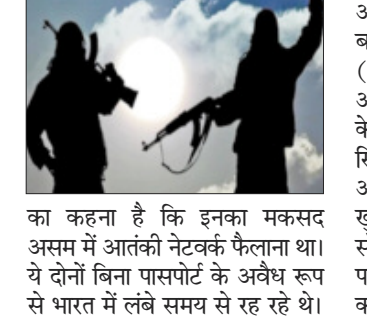 का कहना है कि इनका मकसद
असम में आतंकी नेटवर्क फैलाना था।
ये दोनों बिना पासपोर्ट के अवैध रूप
से भारत में लंबे समय से रह रहे थे।